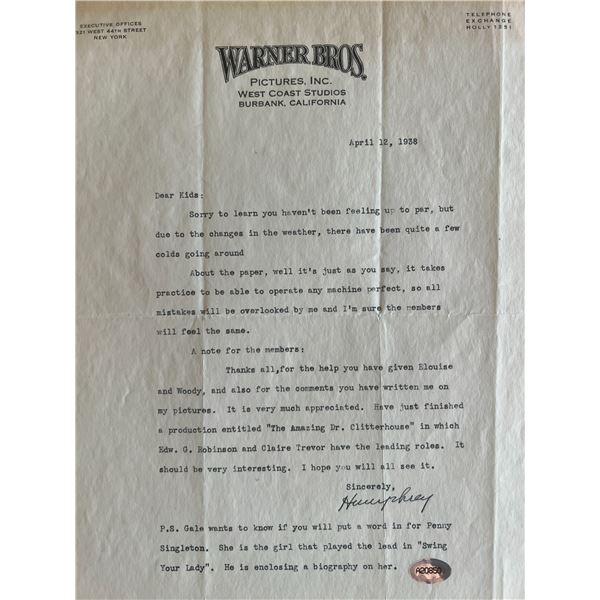 EXECUTIVE OFFICES
321 WEST 44TH STREET
NEW YORK
TELEPHONE
EXCHANGE
HOLLY 1251
WARNER BROS.
PICTURES, INC.
WEST COAST STUDIOS
BURBANK, CALIFORNIA
April 12, 1938
Dear Kids:
Sorry to learn you haven't been feeling up to par, but
due to the changes in the weather, there have been quite a few
colds going around
About the paper, well it's just as you say, it takes
practice to be able to operate any machine perfect, so all
mistakes will be overlooked by me and I'm sure the members
will feel the same.
A note for the members:
Thanks all,for the help you have given Elouise
and Woody, and also for the comments you have written me on
my pictures. It is very much appreciated. Have just finished
a production entitled "The Amazing Dr. Clitterhouse" in which
Edw. G. Robinson and Claire Trevor have the leading roles. It
should be very interesting. I hope you will all see it.
Sincerely,
Humphrey
P.S. Gale wants to know if you will put a word in for Penny
Singleton. She is the girl that played the lead in "Swing
Your Lady". He is enclosing a biography on her.
A20850